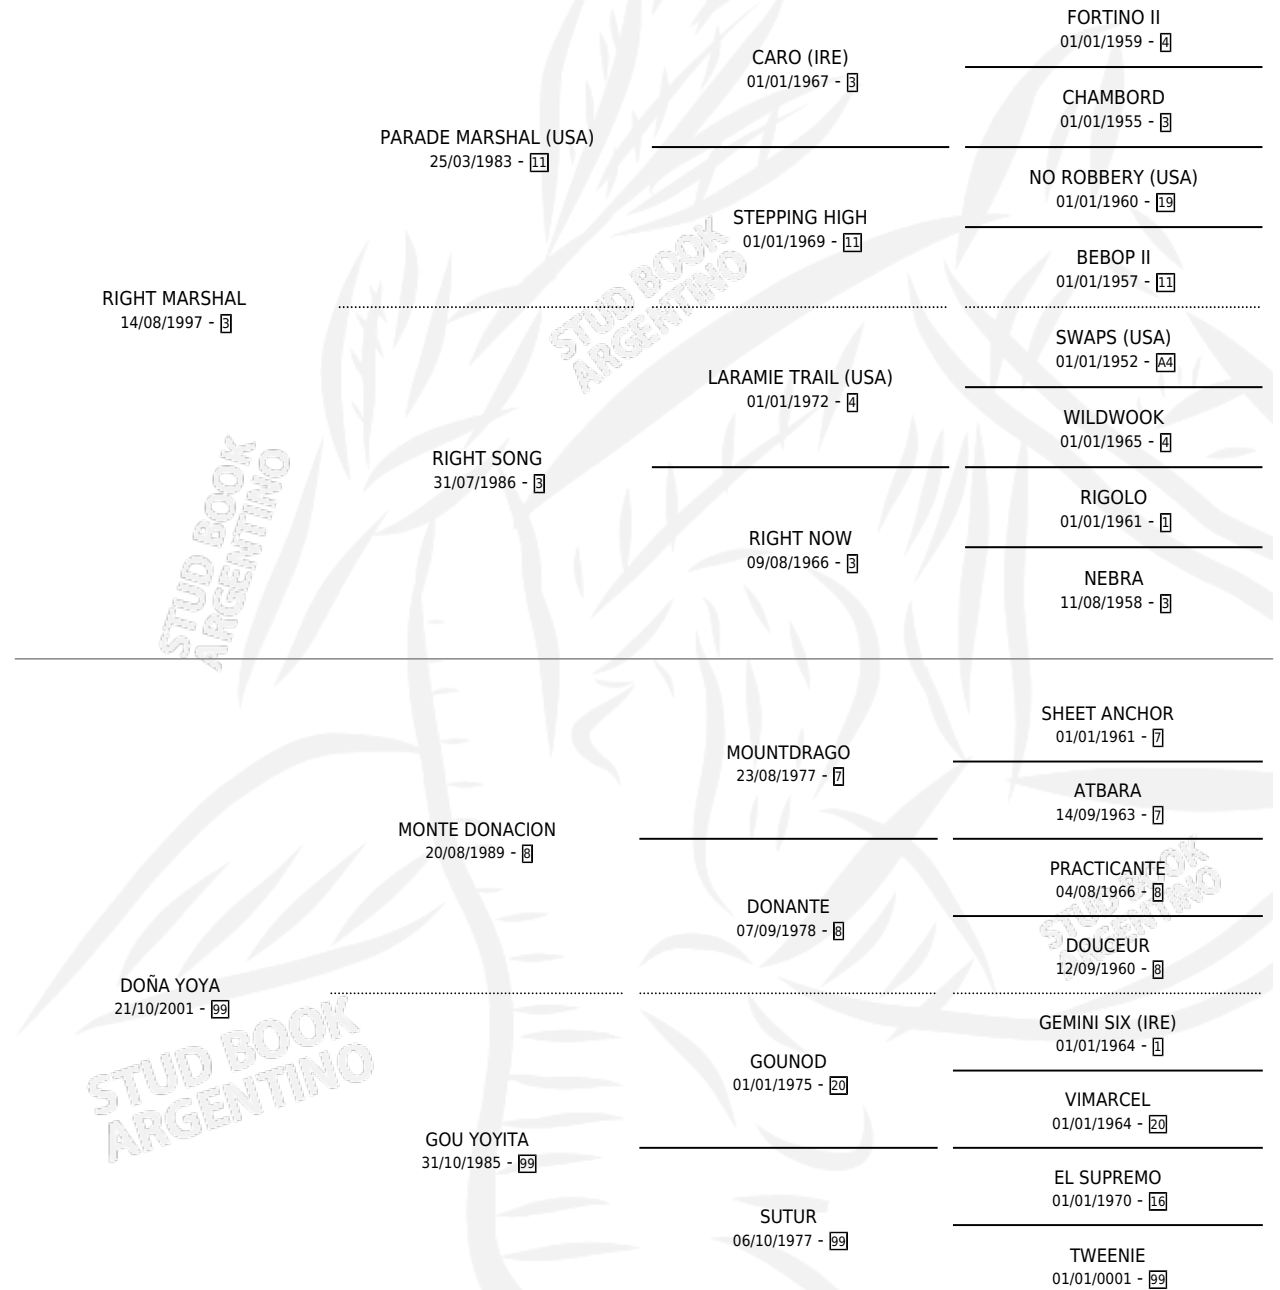 FORTINO II
01/01/1959 - 4
CARO (IRE)
01/01/1967 - 3
CHAMBORD
01/01/1955 - 3
PARADE MARSHAL (USA)
25/03/1983 - 11
NO ROBBERY (USA)
01/01/1960 - 19
STEPPING HIGH
01/01/1969 - 11
BEBOP II
01/01/1957 - 11
RIGHT MARSHAL
14/08/1997 - 3
STUD BOOK
ARGENTINO
SWAPS (USA)
01/01/1952 - A4
LARAMIE TRAIL (USA)
01/01/1972 - 4
WILDWOOK
01/01/1965 - 4
RIGHT SONG
31/07/1986 - 3
RIGOLO
01/01/1961 - 1
RIGHT NOW
09/08/1966 - 3
NEBRA
11/08/1958 - 3
STUD BOOK
ARGENTINO
SHEET ANCHOR
01/01/1961 - 7
MOUNTDRAGO
23/08/1977 - 7
ATBARA
14/09/1963 - 7
MONTE DONACION
20/08/1989 - 8
PRACTICANTE
04/08/1966 - 8
DONANTE
07/09/1978 - 8
DOUCEUR
12/09/1960 - 8
STUD BOOK
ARGENTINO
DOÑA YOYA
21/10/2001 - 99
GEMINI SIX (IRE)
01/01/1964 - 1
GOUNOD
01/01/1975 - 20
VIMARCEL
01/01/1964 - 20
STUD BOOK
ARGENTINO
GOU YOYITA
31/10/1985 - 99
EL SUPREMO
01/01/1970 - 16
SUTUR
06/10/1977 - 99
TWEENIE
01/01/0001 - 99